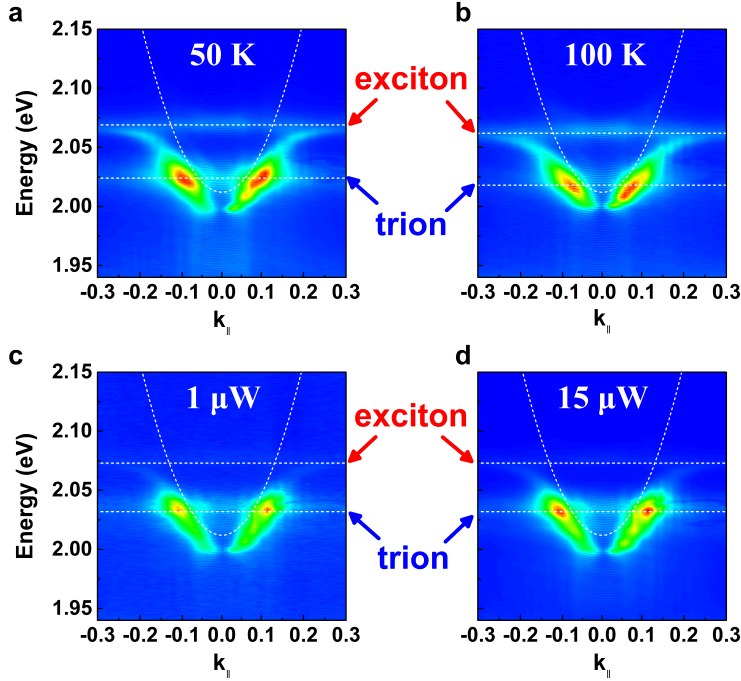 a
b
50 K
100 K
exciton
trion
Energy (eV)
2.15
2.10
2.05
2.00
1.95
-0.3 -0.2 -0.1 0.0 0.1 0.2 0.3
k||
-0.3 -0.2 -0.1 0.0 0.1 0.2 0.3
k||
c
d
1 μW
15 μW
exciton
trion
Energy (eV)
2.15
2.10
2.05
2.00
1.95
-0.3 -0.2 -0.1 0.0 0.1 0.2 0.3
k||
-0.3 -0.2 -0.1 0.0 0.1 0.2 0.3
k||